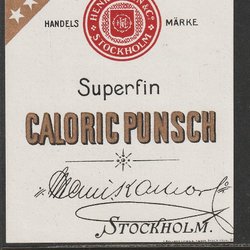 HANDELS MÄRKE
STOCKHOLM
Superfin
CALORIC PUNSCH
STOCKHOLM.